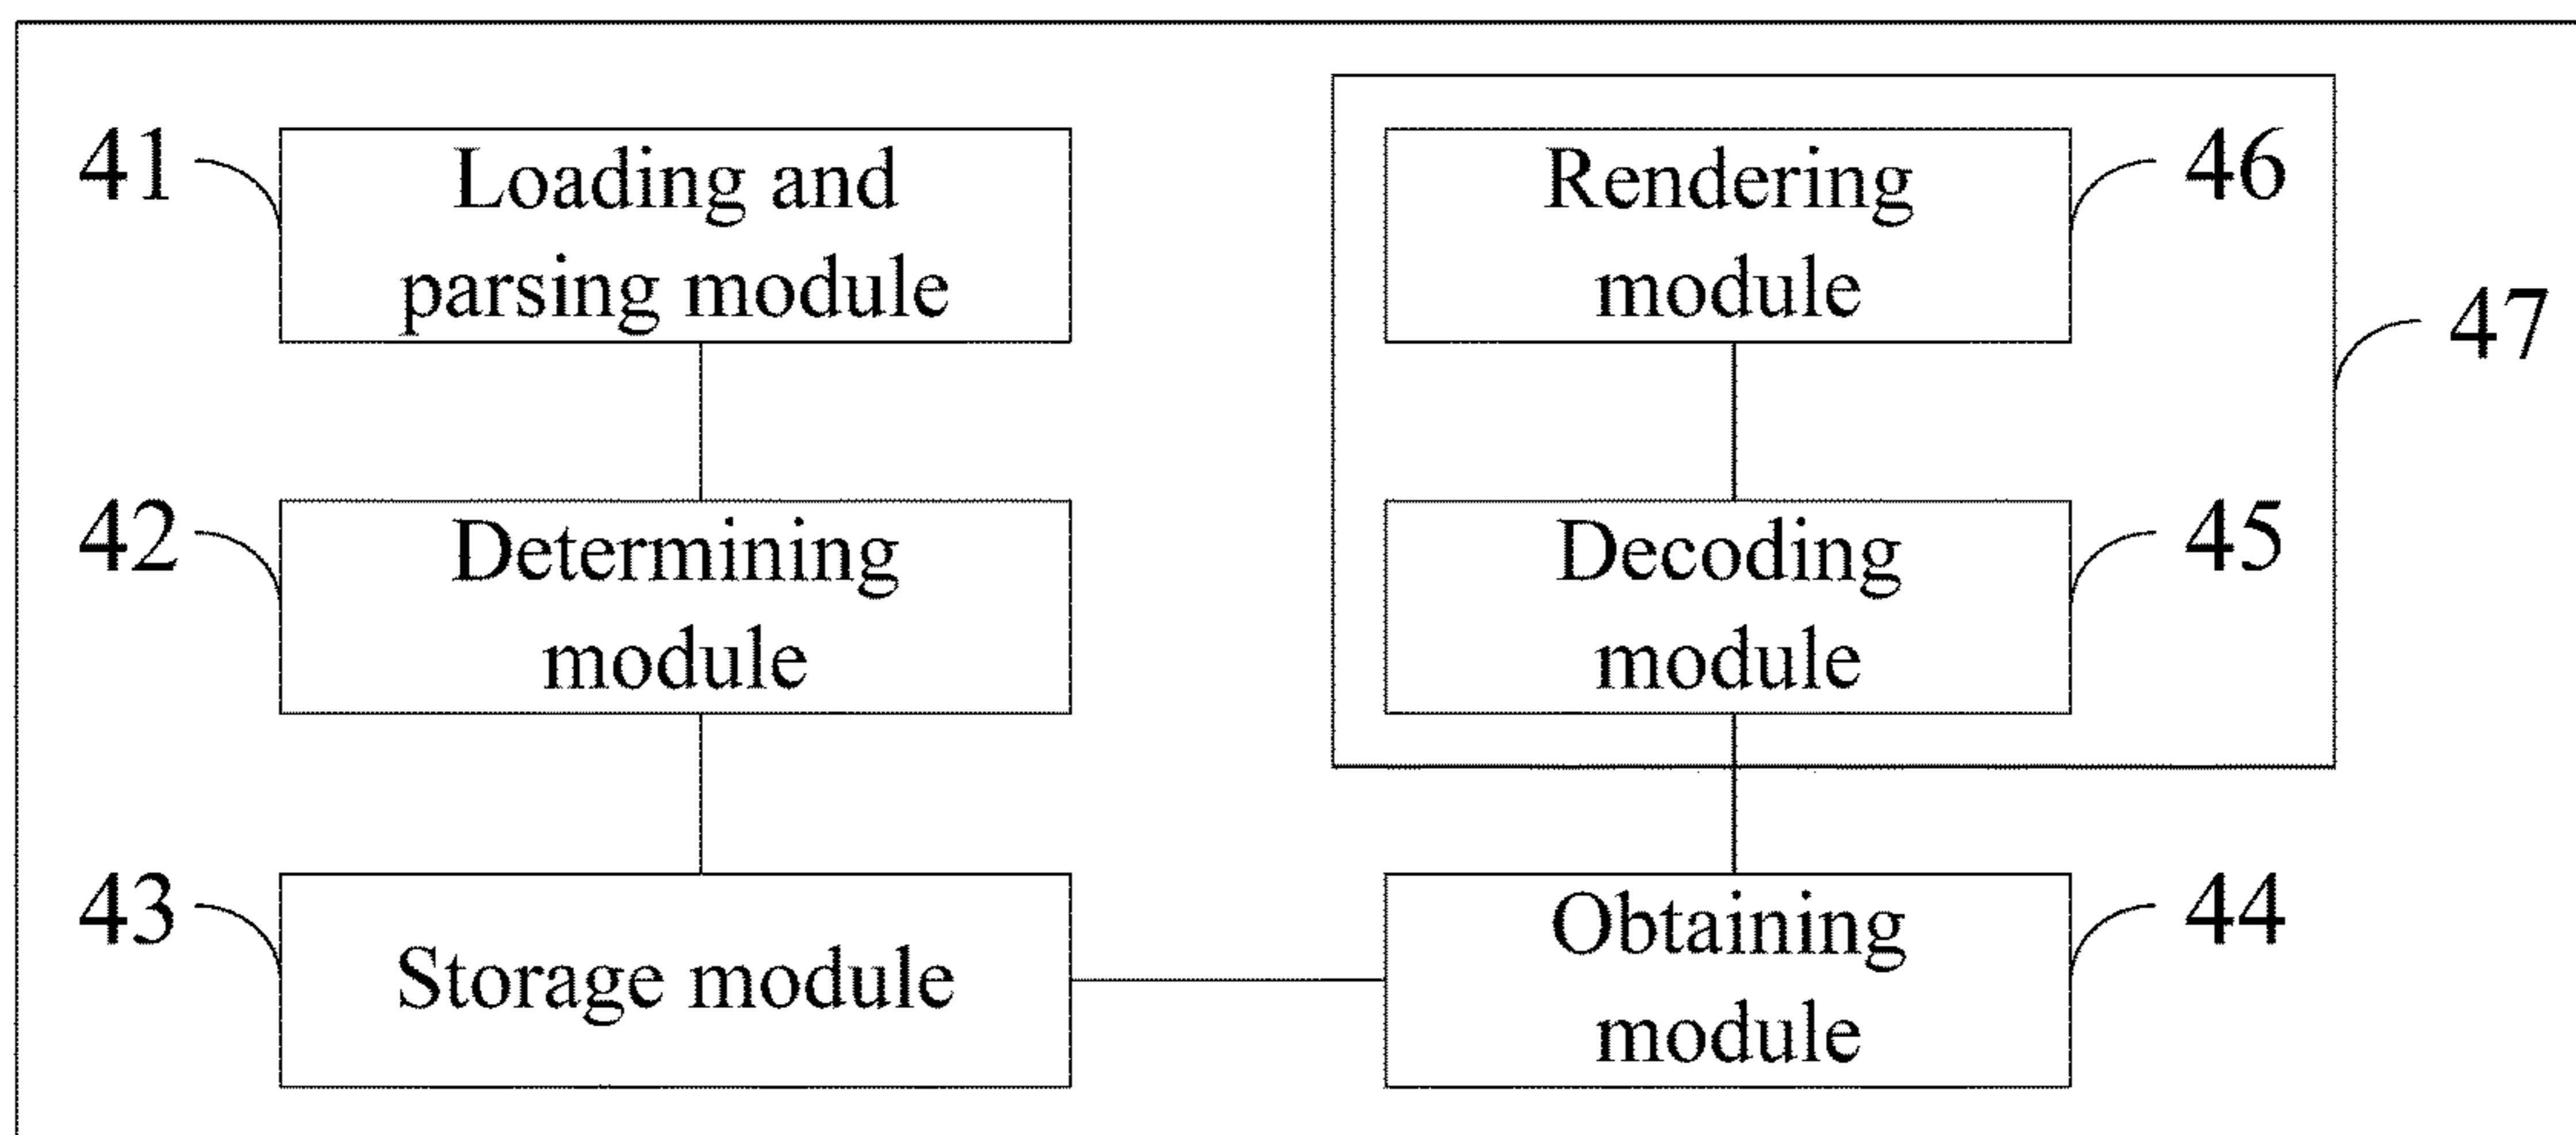 41
Loading and
parsing module
42
Determining
module
43
Storage module
Rendering
module
46
47
Decoding
module
45
Obtaining
module
44